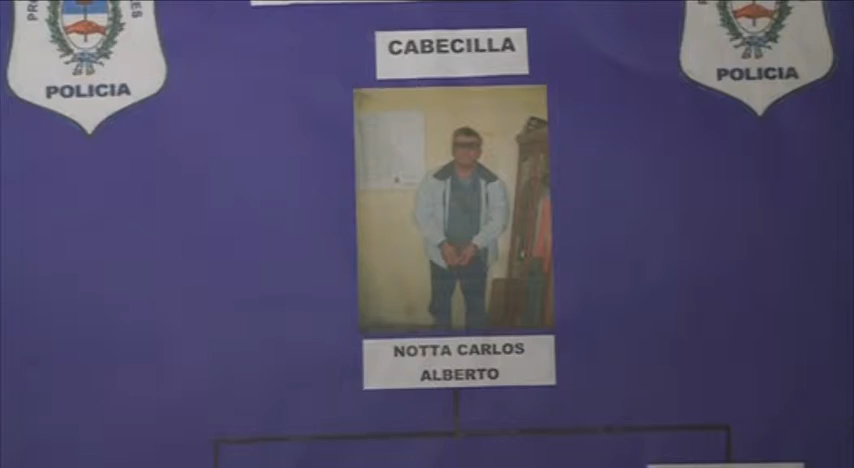 POLICIA
CABECILLA
POLICIA
NOTTA CARLOS
ALBERTO